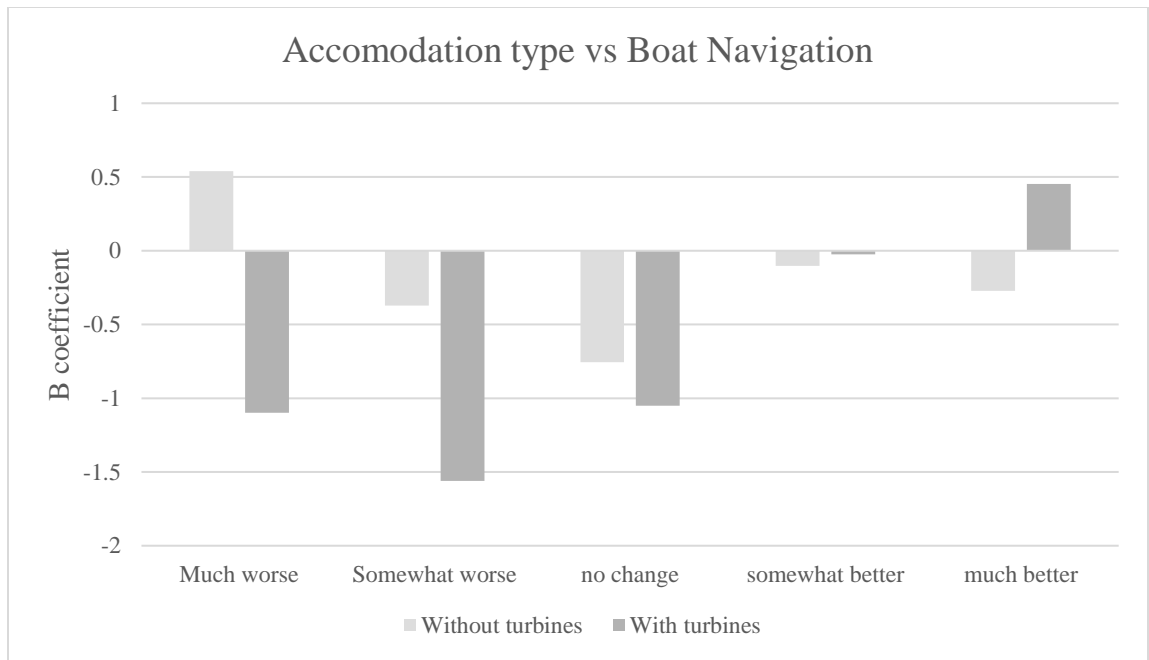 Accomodation type vs Boat Navigation
1
0.5
0
-0.5
-1
-1.5
-2
B coefficient
Much worse
Somewhat worse
no change
somewhat better
much better
Without turbines
With turbines